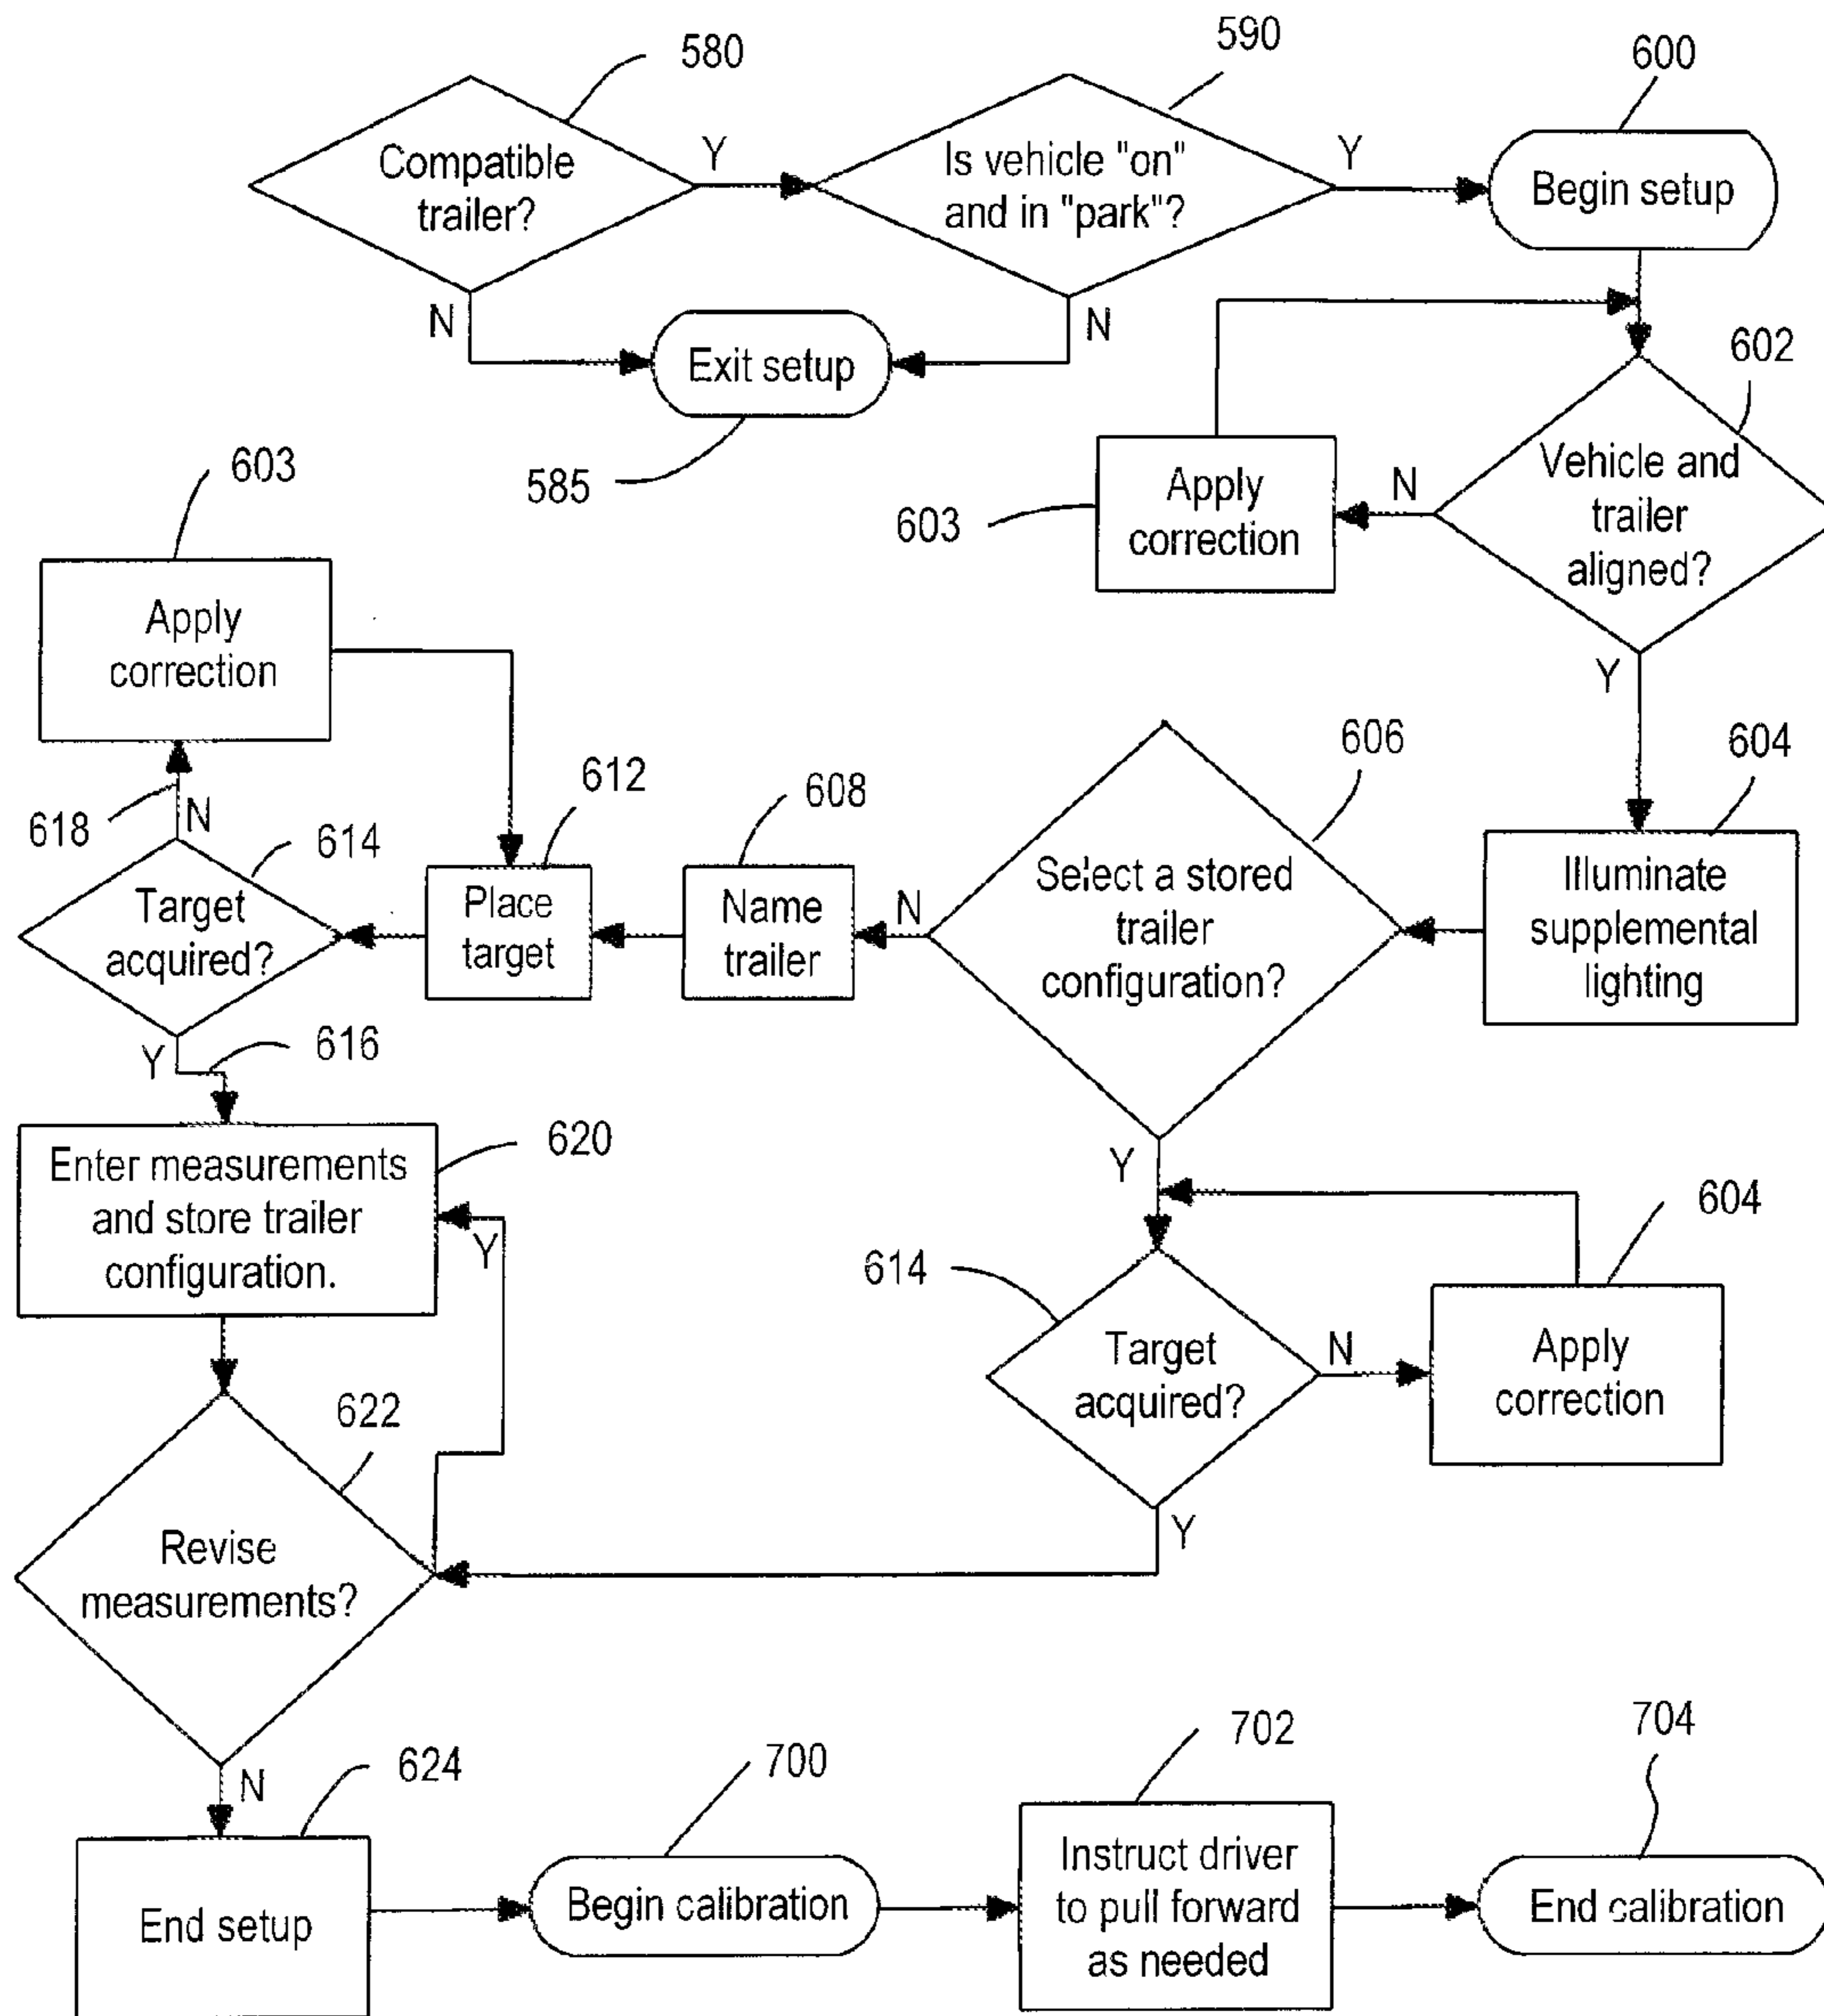 580
590
600
Compatible
trailer?
Y
Is vehicle "on"
and in "park"?
Y
Begin setup
N
N
Exit setup
585
602
Vehicle and
trailer
aligned?
N
Apply
correction
603
Y
603
Apply
correction
604
Illuminate
supplemental
lighting
606
Select a stored
trailer
configuration?
N
608
Name
trailer
612
Place
target
614
Target
acquired?
618
N
Y
616
620
Enter measurements
and store trailer
configuration.
Y
Y
614
Target
acquired?
N
604
Apply
correction
Y
622
Revise
measurements?
N
624
End setup
700
Begin calibration
702
Instruct driver
to pull forward
as needed
704
End calibration